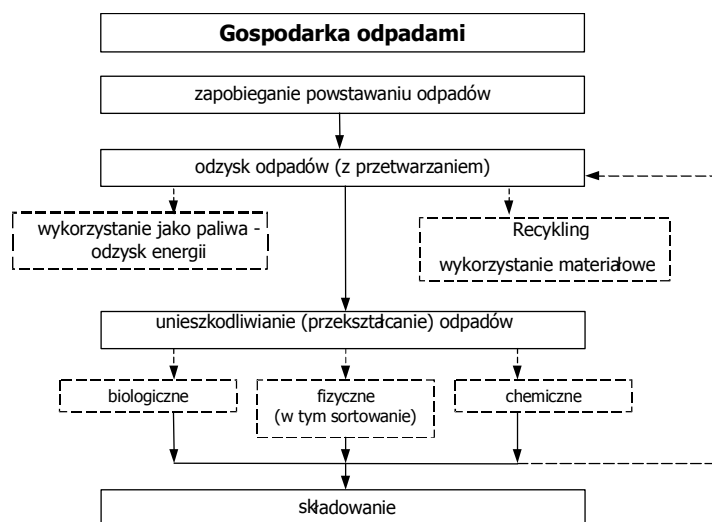 Gospodarka odpadami
zapobieganie powstawaniu odpadów
odzysk odpadów (z przetwarzaniem)
wykorzystanie jako paliwa -
odzysk energii
Recykling
wykorzystanie materiałowe
unieszkodliwianie (przekształcanie) odpadów
biologiczne
fizyczne
(w tym sortowanie)
chemiczne
składowanie